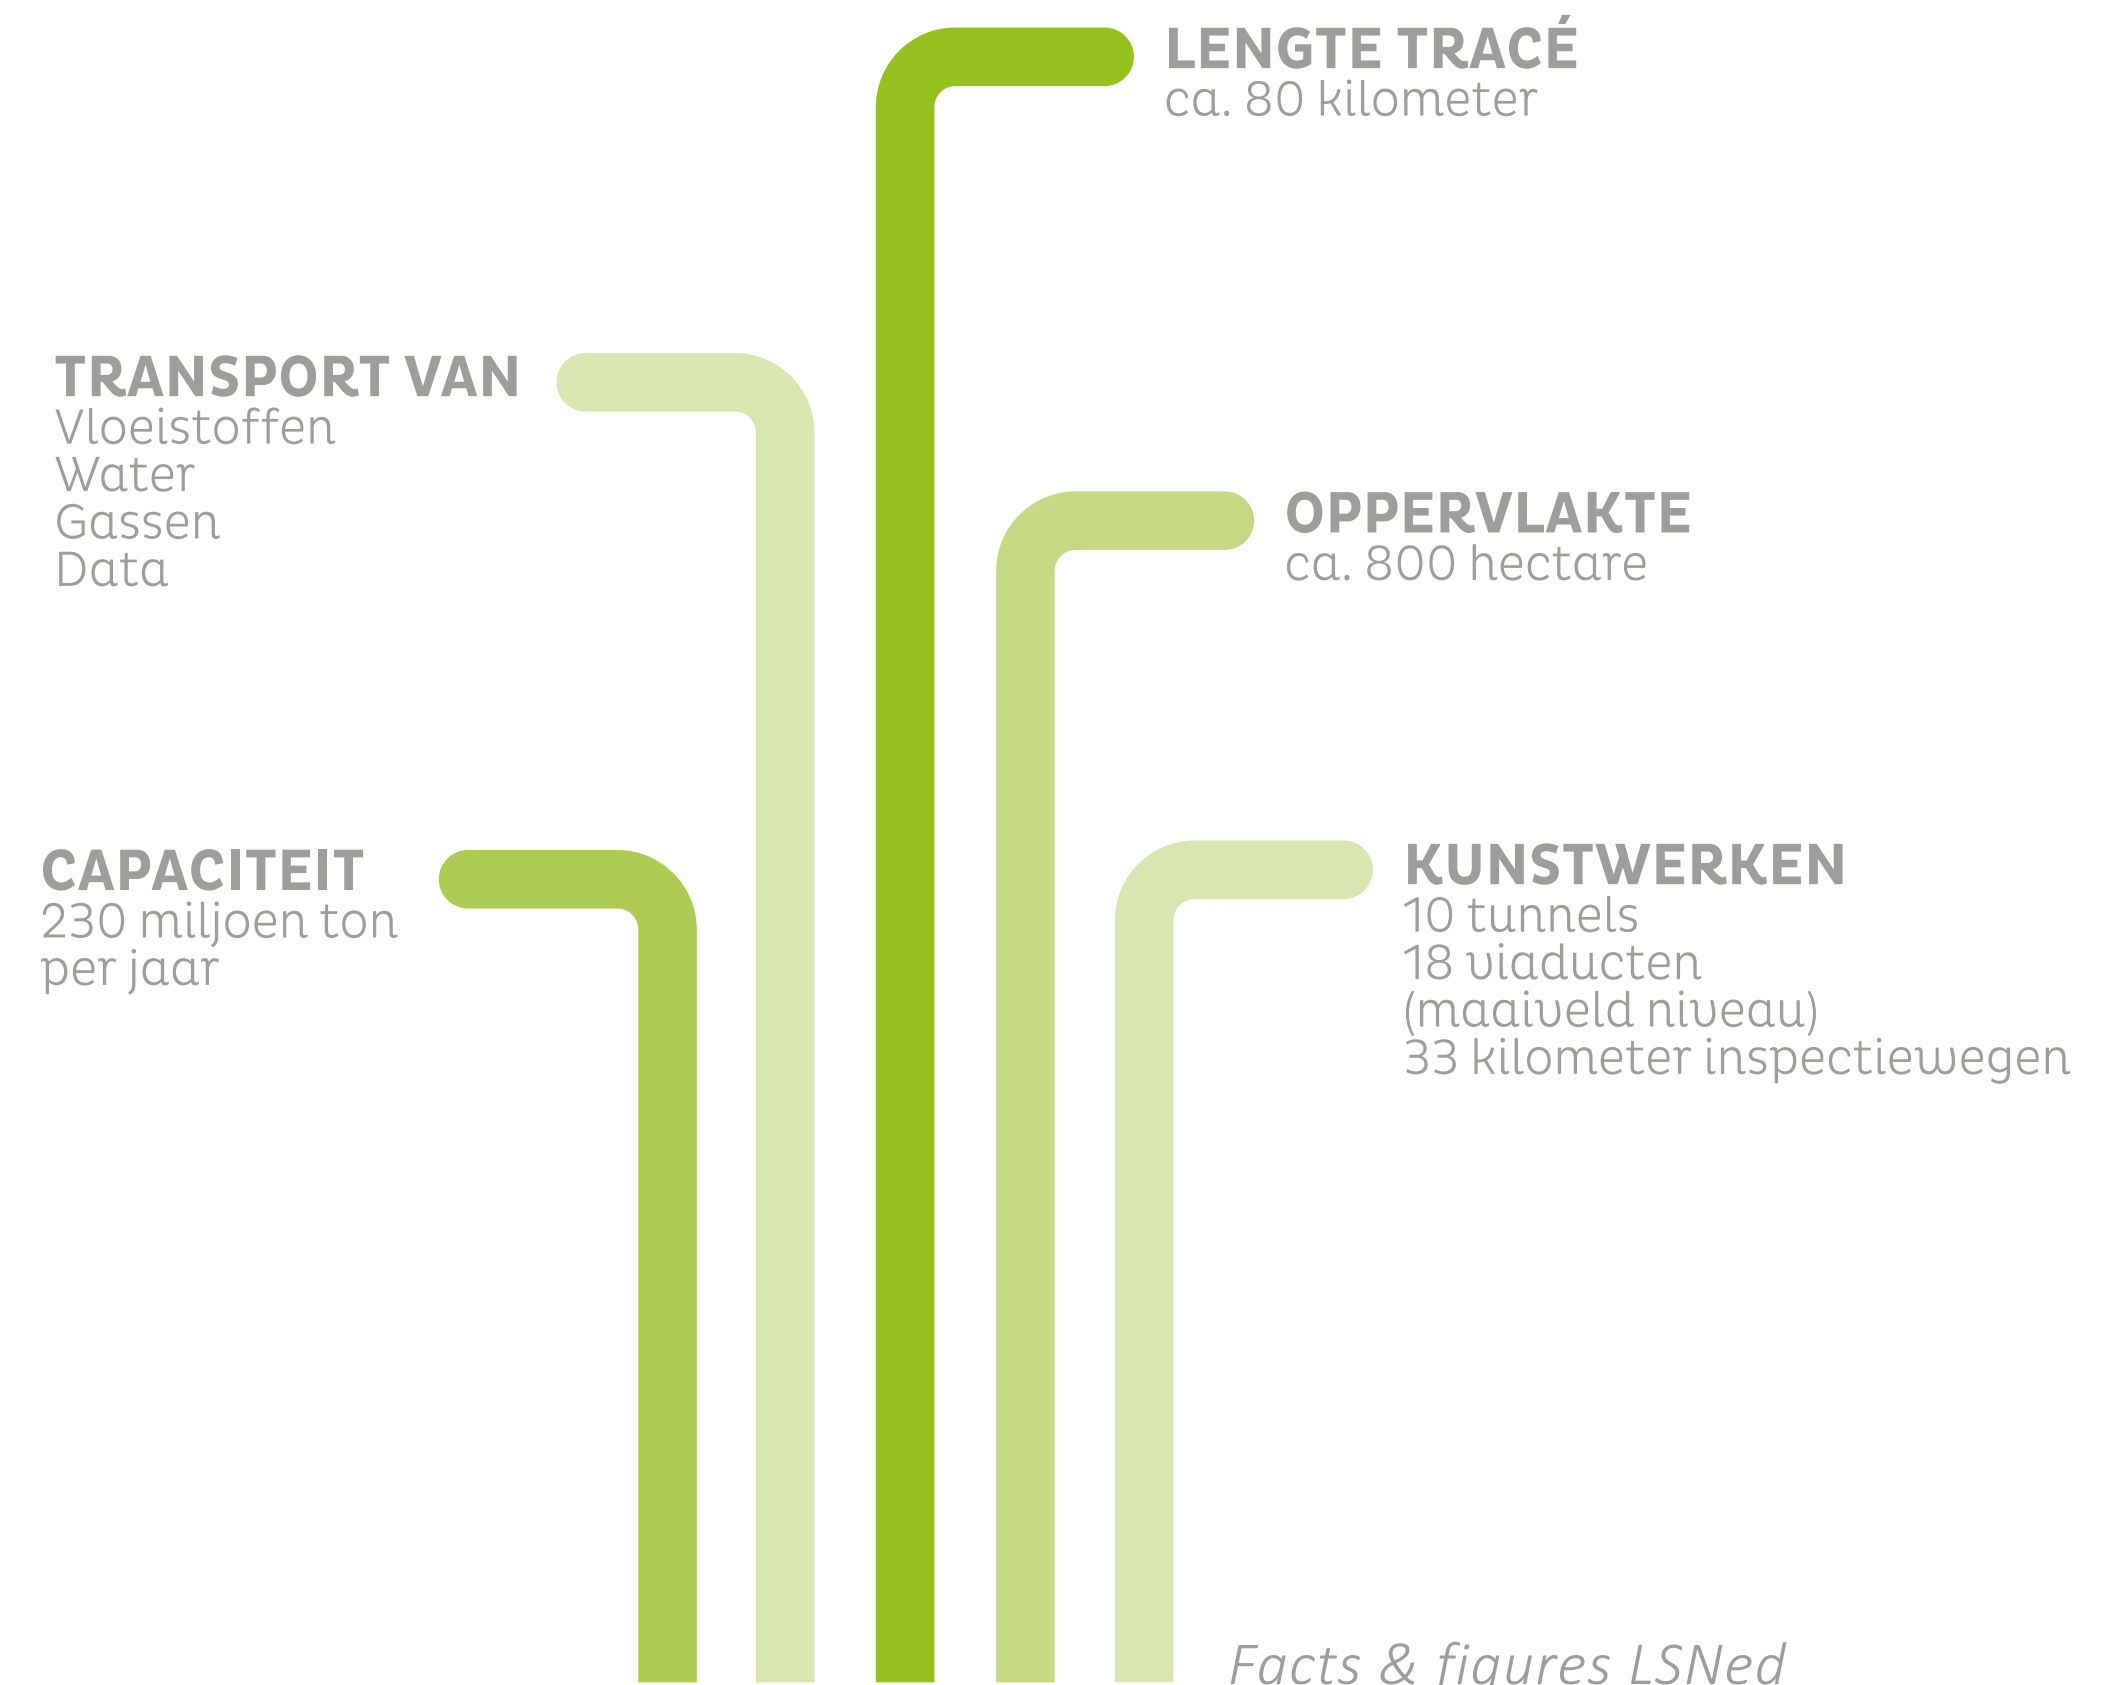 LENGTE TRACÉ
ca. 80 kilometer
TRANSPORT VAN
Vloeistoffen
Water
Gassen
Data
OPPERVLAKTE
ca. 800 hectare
CAPACITEIT
230 miljoen ton
per jaar
KUNSTWERKEN
10 tunnels
18 viaducten
(maaiveld niveau)
33 kilometer inspectiewegen
Facts & figures LSNed